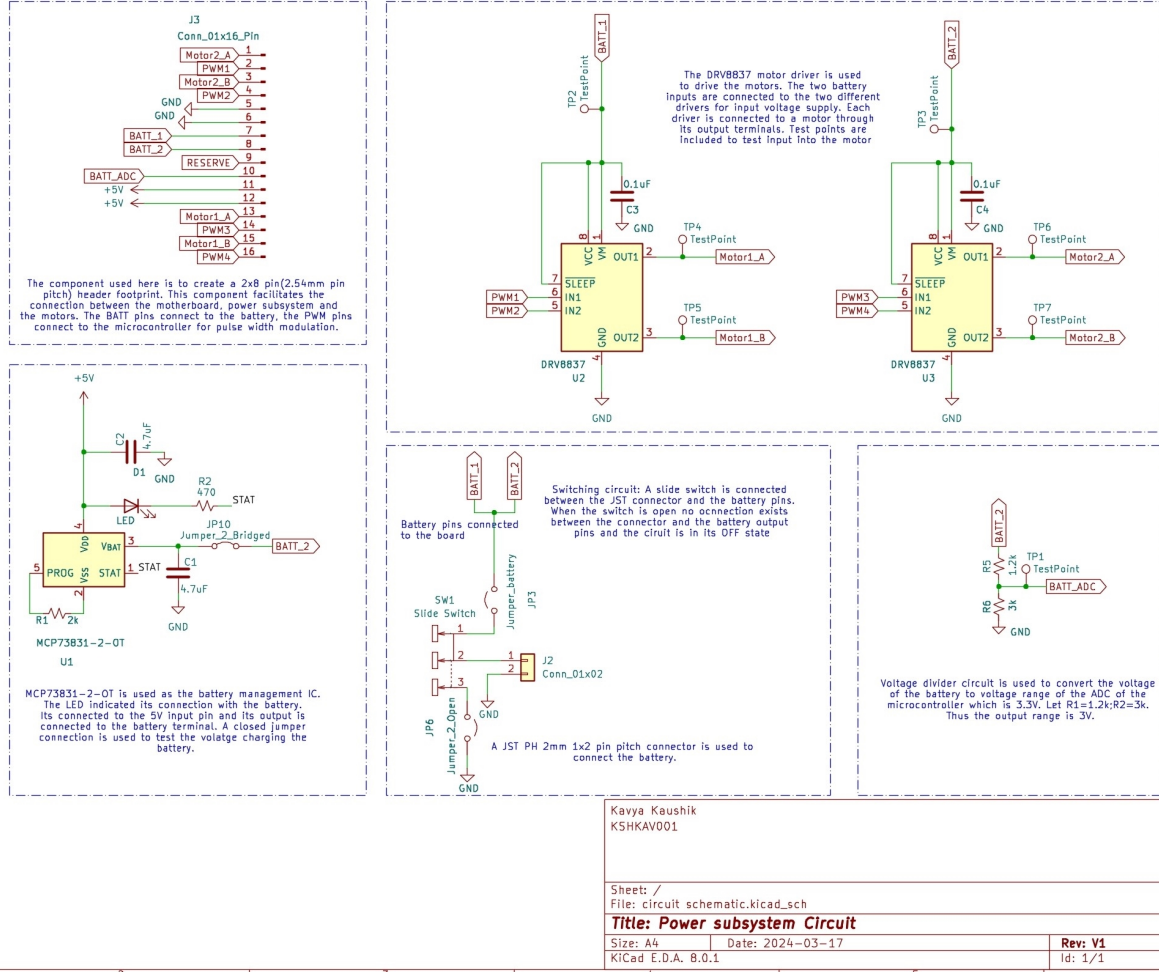 J3
Conn_01x16_Pin
Motor2_A 1
PWM1 2
Motor2_B 3
PWM2 4
GND 5
GND 6
BATT_1 7
BATT_2 8
RESERVE 9
BATT_ADC 10
+5V 11
+5V 12
Motor1_A 13
PWM3 14
Motor1_B 15
PWM4 16
The component used here is to create a 2x8 pin(2.54mm pin
pitch) header footprint. This component facilitates the
connection between the motherboard, power subsystem and
the motors. The BATT pins connect to the battery, the PWM pins
connect to the microcontroller for pulse width modulation.
BATT_1
TP2
TestPoint
The DRV8837 motor driver is used
to drive the motors. The two battery
inputs are connected to the two different
drivers for input voltage supply. Each
driver is connected to a motor through
its output terminals. Test points are
included to test input into the motor
BATT_2
TP3
TestPoint
0.1uF
C3
GND
8 1
VCC VM
OUT1 2
TP4
TestPoint
Motor1_A
7 SLEEP
PWM1 6 IN1
PWM2 5 IN2
TP5
TestPoint
OUT2 3
Motor1_B
GND
4
DRV8837
U2
GND
0.1uF
C4
GND
8 1
VCC VM
OUT1 2
TP6
TestPoint
Motor2_A
7 SLEEP
PWM3 6 IN1
PWM4 5 IN2
TP7
TestPoint
OUT2 3
Motor2_B
GND
4
DRV8837
U3
GND
+5V
C2
4.7uF
D1
GND
R2
470
STAT
LED
JP10
Jumper_2_Bridged
4
VDD
VBAT 3
BATT_2
5 PROG
VSS
STAT 1 STAT
2
C1
4.7uF
GND
R1 2k
MCP73831-2-OT
U1
MCP73831-2-OT is used as the battery management IC.
The LED indicated its connection with the battery.
Its connected to the 5V input pin and its output is
connected to the battery terminal. A closed jumper
connection is used to test the volatge charging the
battery.
BATT_1
BATT_2
Switching circuit: A slide switch is connected
between the JST connector and the battery pins.
When the switch is open no ocnnection exists
between the connector and the battery output
pins and the ciruit is in its OFF state
Battery pins connected
to the board
Jumper_battery
JP3
SW1
Slide Switch
1
2
3
1
2
J2
Conn_01x02
GND
JP6
Jumper_2_Open
GND
A JST PH 2mm 1x2 pin pitch connector is used to
connect the battery.
BATT_2
R5
1.2k
TP1
TestPoint
BATT_ADC
R6
3k
GND
Voltage divider circuit is used to convert the voltage
of the battery to voltage range of the ADC of the
microcontroller which is 3.3V. Let R1=1.2k;R2=3k.
Thus the output range is 3V.
Kavya Kaushik
KSHKAV001
Sheet: /
File: circuit schematic.kicad_sch
Title: Power subsystem Circuit
Size: A4 Date: 2024-03-17 Rev: V1
KiCad E.D.A. 8.0.1 Id: 1/1